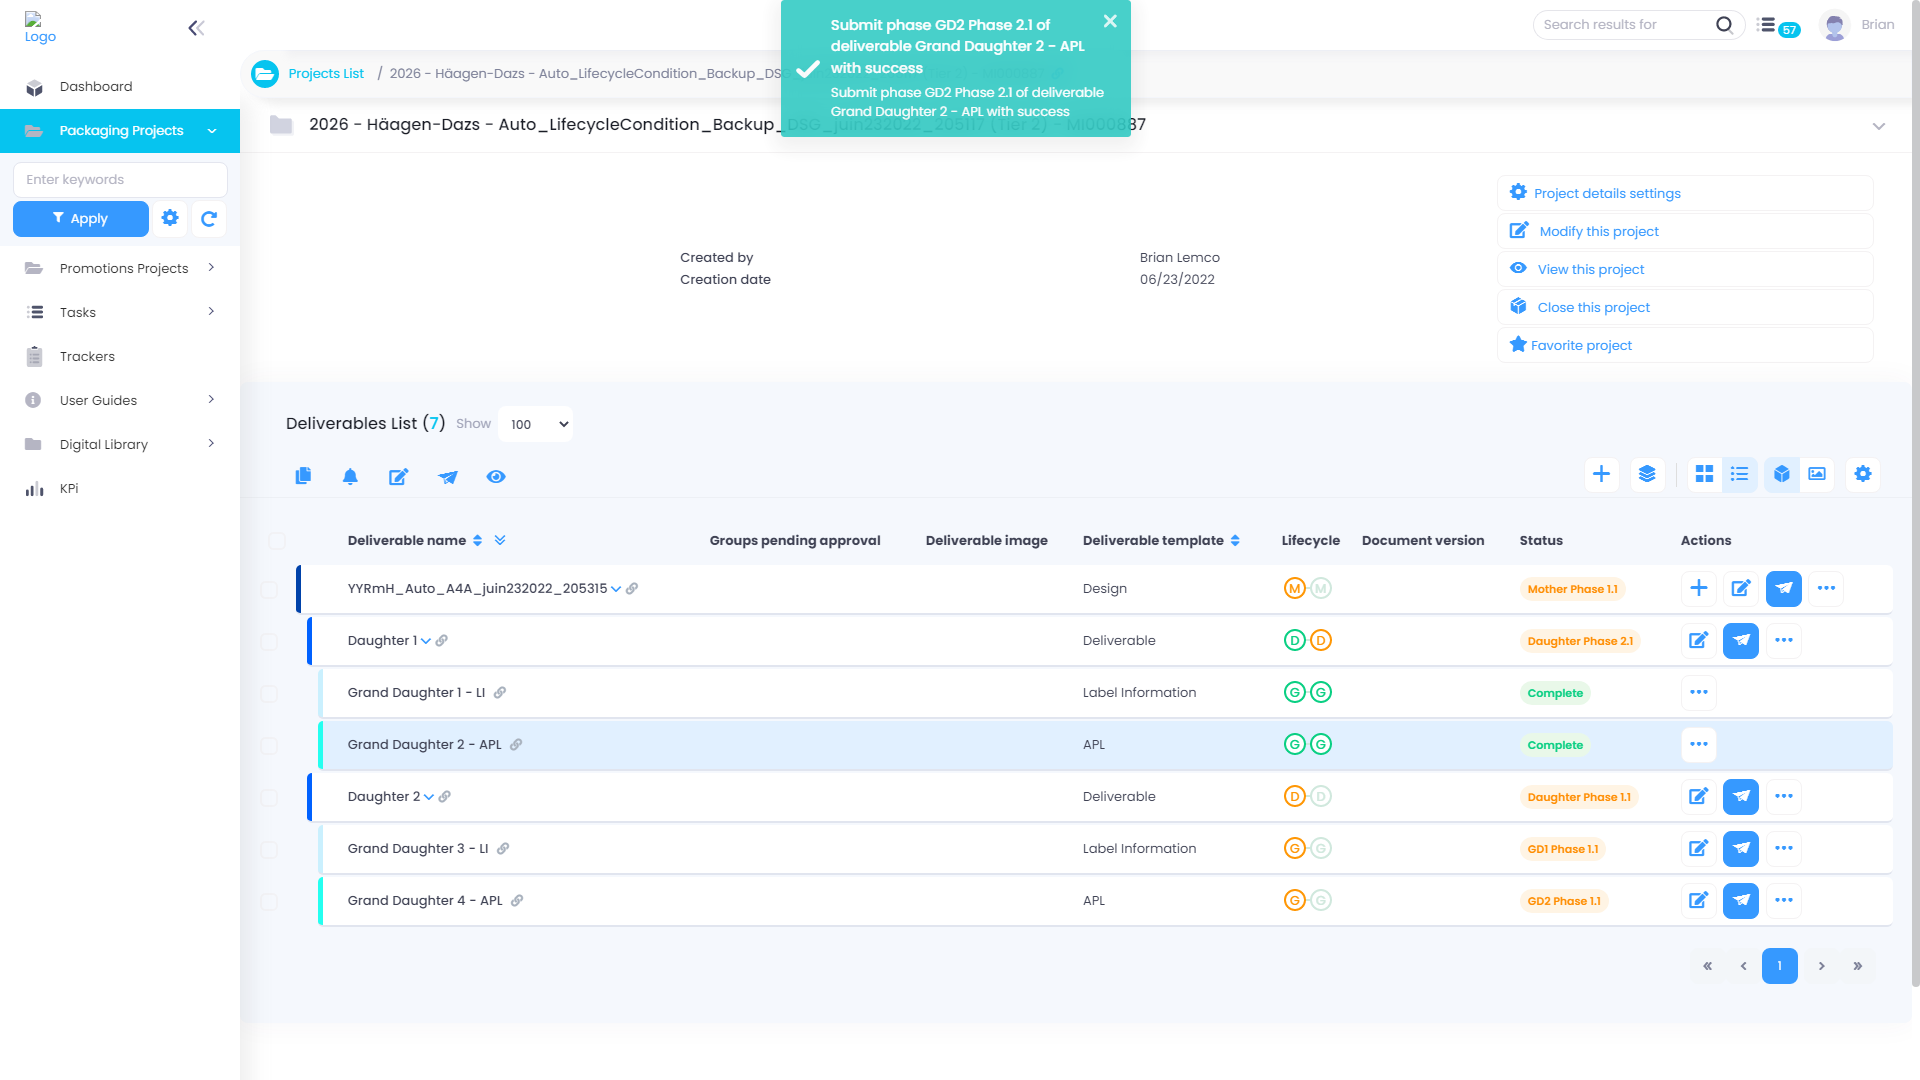 Logo
Submit phase GD2 Phase 2.1 of
deliverable Grand Daughter 2 - APL
with success
Submit phase GD2 Phase 2.1 of deliverable
Grand Daughter 2 - APL with success
Search results for
57
Brian
Projects List / 2026 - Häagen-Dazs - Auto_LifecycleCondition_Backup_DSG
2026 - Häagen-Dazs - Auto_LifecycleCondition_Backup_DSG_juin232022_205117 (Tier 2) - MI000887
Dashboard
Packaging Projects
Enter keywords
Apply
Promotions Projects
Tasks
Trackers
User Guides
Digital Library
KPi
Created by Brian Lemco
Creation date 06/23/2022
Project details settings
Modify this project
View this project
Close this project
Favorite project
Deliverables List (7) Show 100
Deliverable name Groups pending approval Deliverable image Deliverable template Lifecycle Document version Status Actions
YYRmH_Auto_A4A_juin232022_205315 Design M M Mother Phase 1.1
Daughter 1 Deliverable D D Daughter Phase 2.1
Grand Daughter 1 - LI Label Information G G Complete
Grand Daughter 2 - APL APL G G Complete
Daughter 2 Deliverable D D Daughter Phase 1.1
Grand Daughter 3 - LI Label Information G G GD1 Phase 1.1
Grand Daughter 4 - APL APL G G GD2 Phase 1.1
« ‹ 1 › »